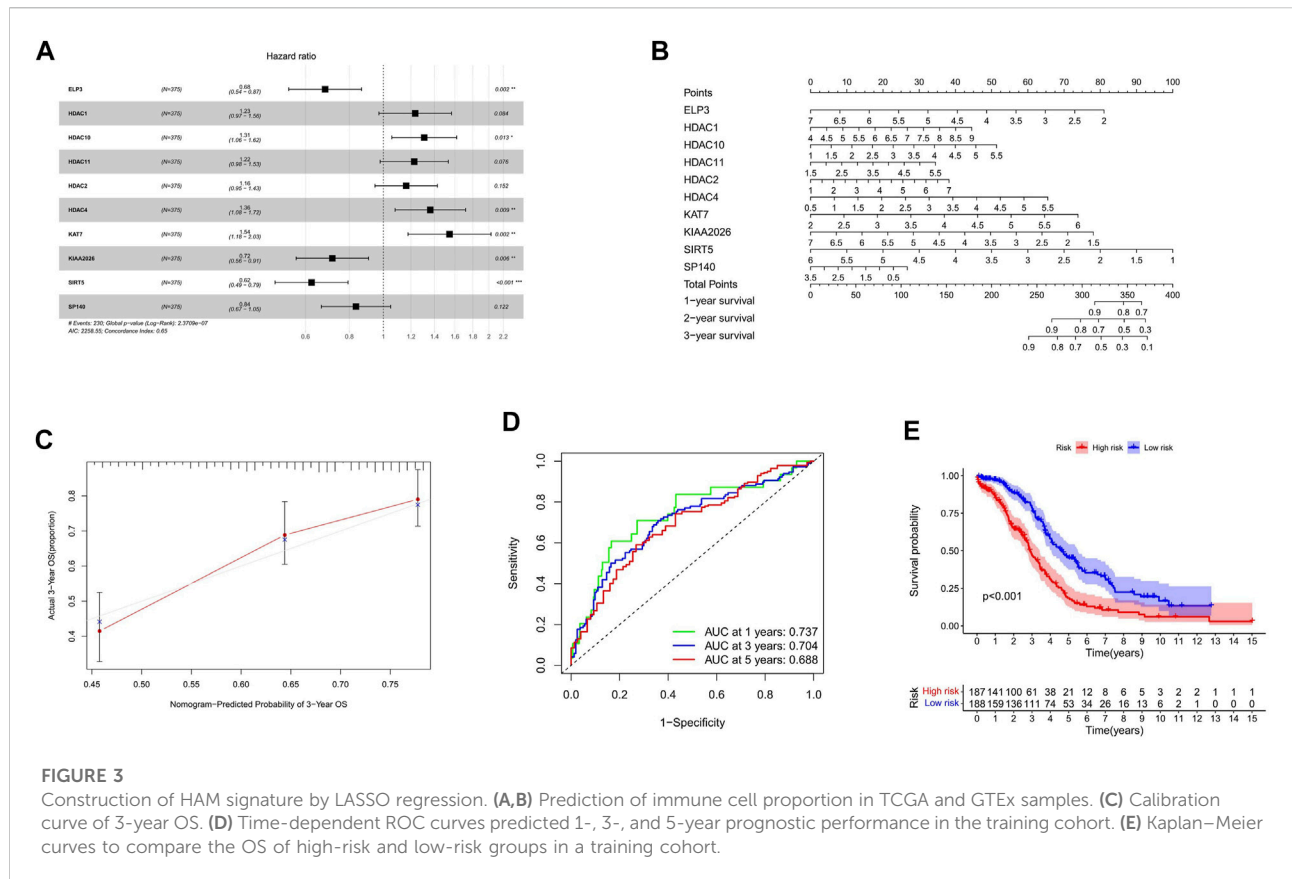 A
Hazard ratio
ELP3 (N=375) 0.68 (0.54 − 0.87) 0.002 **
HDAC1 (N=375) 1.23 (0.97 − 1.56) 0.084
HDAC10 (N=375) 1.31 (1.06 − 1.62) 0.013 *
HDAC11 (N=375) 1.22 (0.98 − 1.53) 0.076
HDAC2 (N=375) 1.16 (0.95 − 1.43) 0.152
HDAC4 (N=375) 1.36 (1.08 − 1.72) 0.009 **
KAT7 (N=375) 1.54 (1.18 − 2.03) 0.002 **
KIAA2026 (N=375) 0.72 (0.56 − 0.91) 0.006 **
SIRT5 (N=375) 0.62 (0.49 − 0.79) <0.001 ***
SP140 (N=375) 0.84 (0.67 − 1.05) 0.122
# Events: 230; Global p−value (Log−Rank): 2.3709e−07
AIC: 2256.55; Concordance Index: 0.65
0.6 0.8 1 1.2 1.4 1.6 1.8 2 2.2
B
0 10 20 30 40 50 60 70 80 90 100
Points
ELP3
7 6.5 6 5.5 5 4.5 4 3.5 3 2.5 2
HDAC1
4 4.5 5 5.5 6 6.5 7 7.5 8 8.5 9
HDAC10
1 1.5 2 2.5 3 3.5 4 4.5 5 5.5
HDAC11
1.5 2.5 3.5 4.5 5.5
HDAC2
1 2 3 4 5 6 7
HDAC4
0.5 1 1.5 2 2.5 3 3.5 4 4.5 5 5.5
KAT7
2 2.5 3 3.5 4 4.5 5 5.5
KIAA2026
7 6.5 6 5.5 5 4.5 4 3.5 3 2.5 2 1.5
SIRT5
6 5.5 5 4.5 4 3.5 3 2.5 2 1.5 1
SP140
3.5 2.5 1.5 0.5
Total Points
0 50 100 150 200 250 300 350 400
1−year survival
0.9 0.8 0.7
2−year survival
0.9 0.8 0.7 0.5 0.3
3−year survival
0.9 0.8 0.7 0.5 0.3 0.1
C
Actual 3−Year OS(proportion)
0.8
0.7
0.6
0.5
0.4
0.45 0.50 0.55 0.60 0.65 0.70 0.75
Nomogram−Predicted Probability of 3−Year OS
D
Sensitivity
1.0
0.8
0.6
0.4
0.2
0.0
AUC at 1 years: 0.737
AUC at 3 years: 0.704
AUC at 5 years: 0.688
0.0 0.2 0.4 0.6 0.8 1.0
1−Specificity
E
Risk High risk Low risk
Survival probability
1.00
0.75
0.50
0.25
0.00
p<0.001
0 1 2 3 4 5 6 7 8 9 10 11 12 13 14 15
Time(years)
Risk
High risk 187 141 100 61 38 21 12 8 6 5 3 2 2 1 1 1
Low risk 188 159 136 111 74 53 34 26 16 13 6 2 1 0 0 0
0 1 2 3 4 5 6 7 8 9 10 11 12 13 14 15
Time(years)
FIGURE 3
Construction of HAM signature by LASSO regression. (A,B) Prediction of immune cell proportion in TCGA and GTEx samples. (C) Calibration
curve of 3-year OS. (D) Time-dependent ROC curves predicted 1-, 3-, and 5-year prognostic performance in the training cohort. (E) Kaplan–Meier
curves to compare the OS of high-risk and low-risk groups in a training cohort.